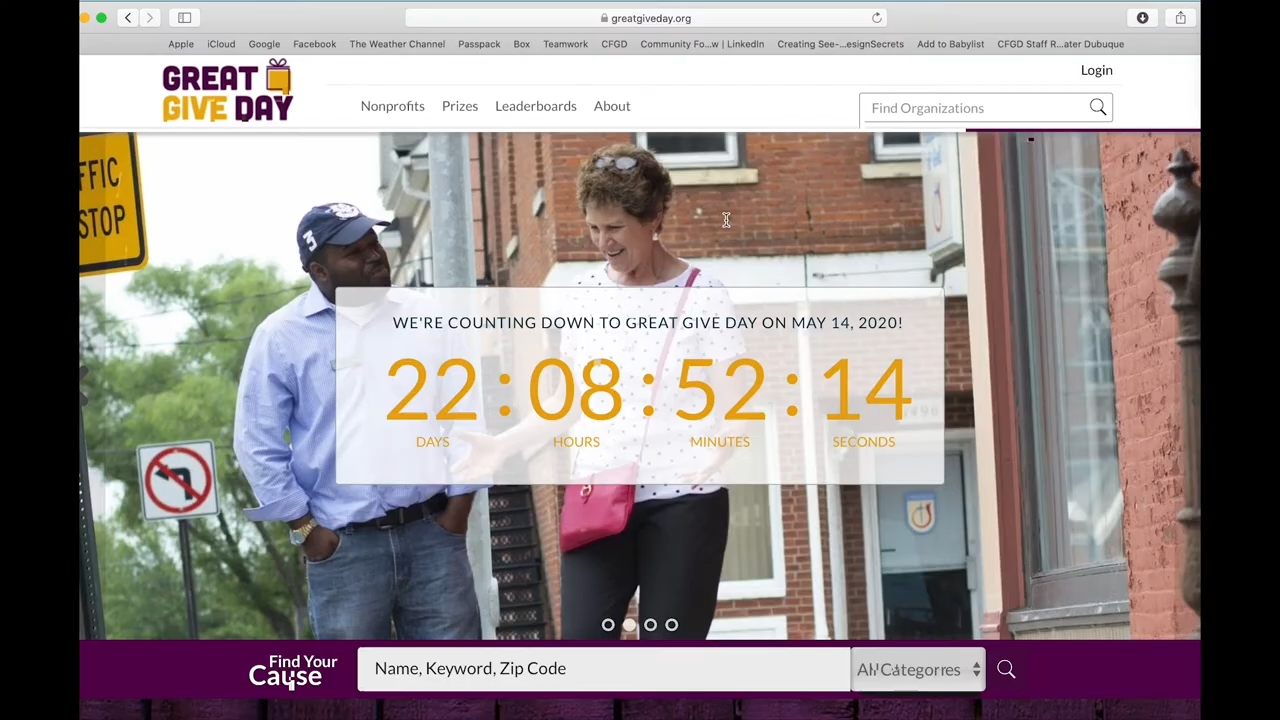 greatgiveday.org
Apple iCloud Google Facebook The Weather Channel Passpack Box Teamwork CFGD Community Fo...w | LinkedIn Creating See-...esignSecrets Add to Babylist CFGD Staff R...ater Dubuque
Login
GREAT
GIVE DAY
Nonprofits Prizes Leaderboards About
Find Organizations
FFIC
STOP
3
WE'RE COUNTING DOWN TO GREAT GIVE DAY ON MAY 14, 2020!
22 : 08 : 52 : 14
DAYS HOURS MINUTES SECONDS
Find Your
Cause
Name, Keyword, Zip Code
All Categories